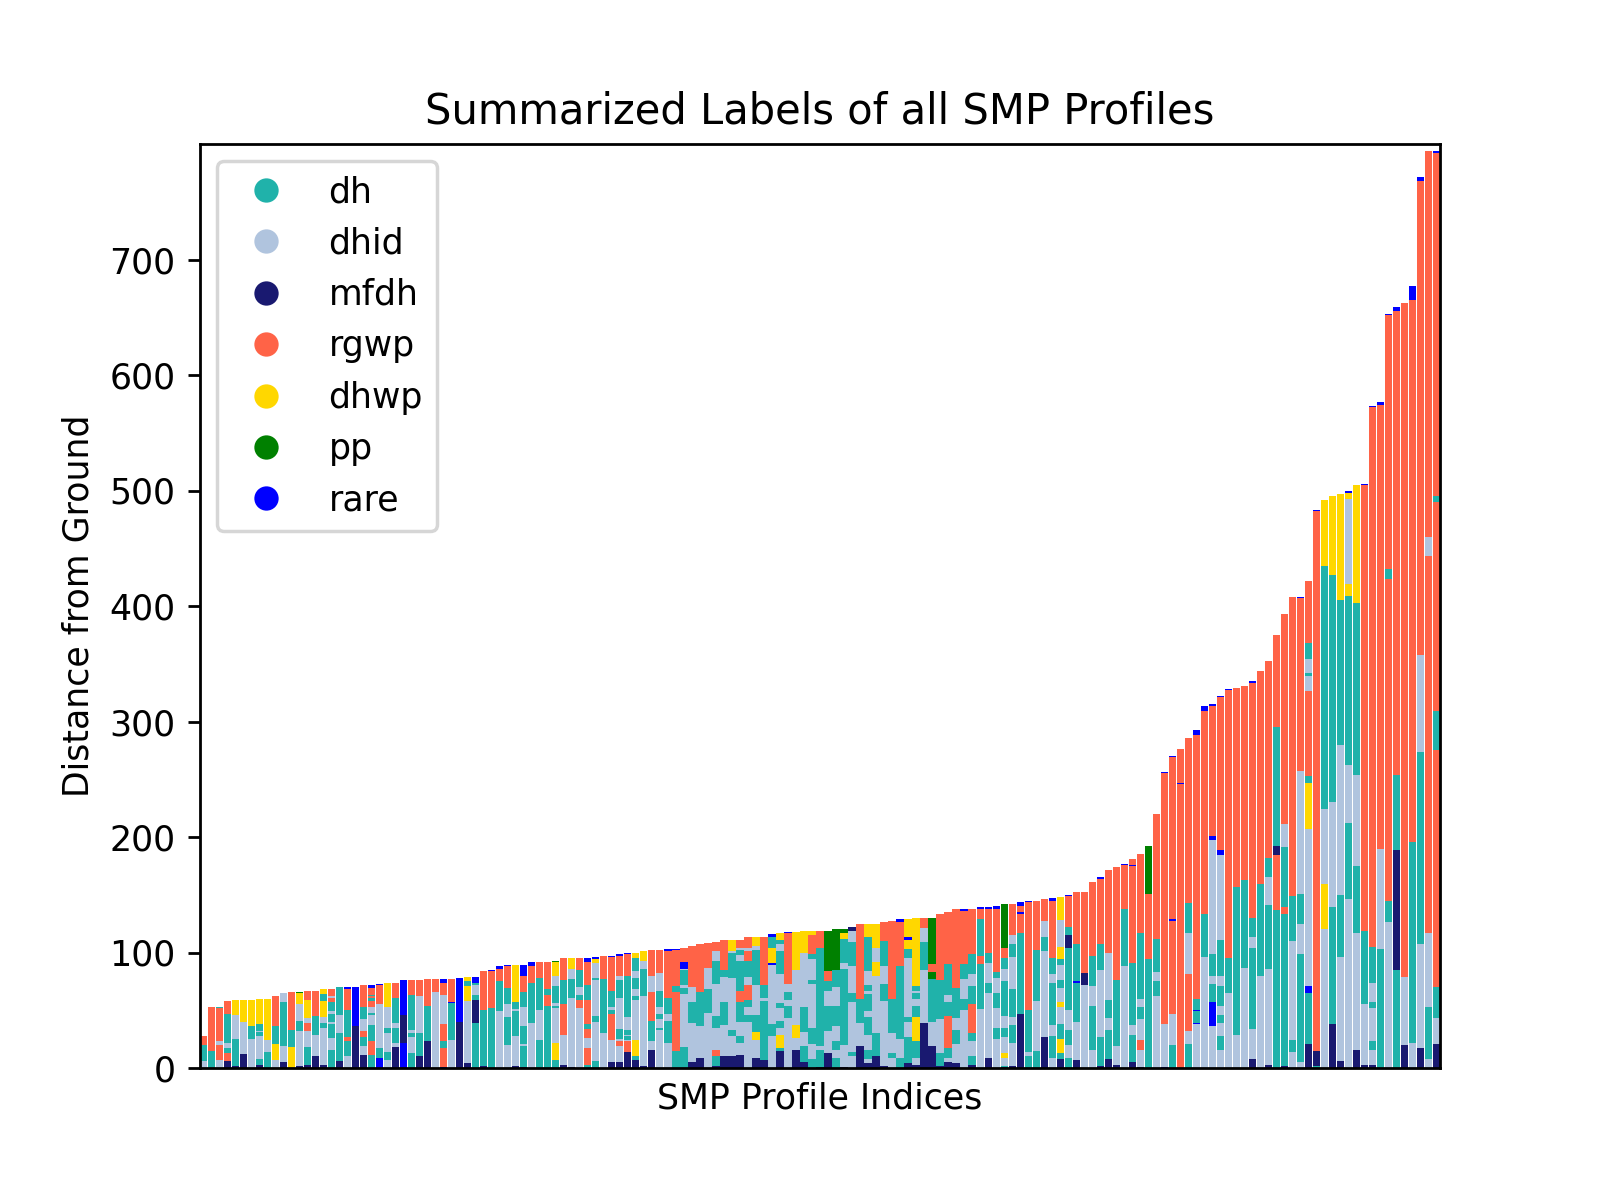 Summarized Labels of all SMP Profiles
dh
dhid
mfdh
rgwp
dhwp
pp
rare
700
600
500
400
300
200
100
0
Distance from Ground
SMP Profile Indices